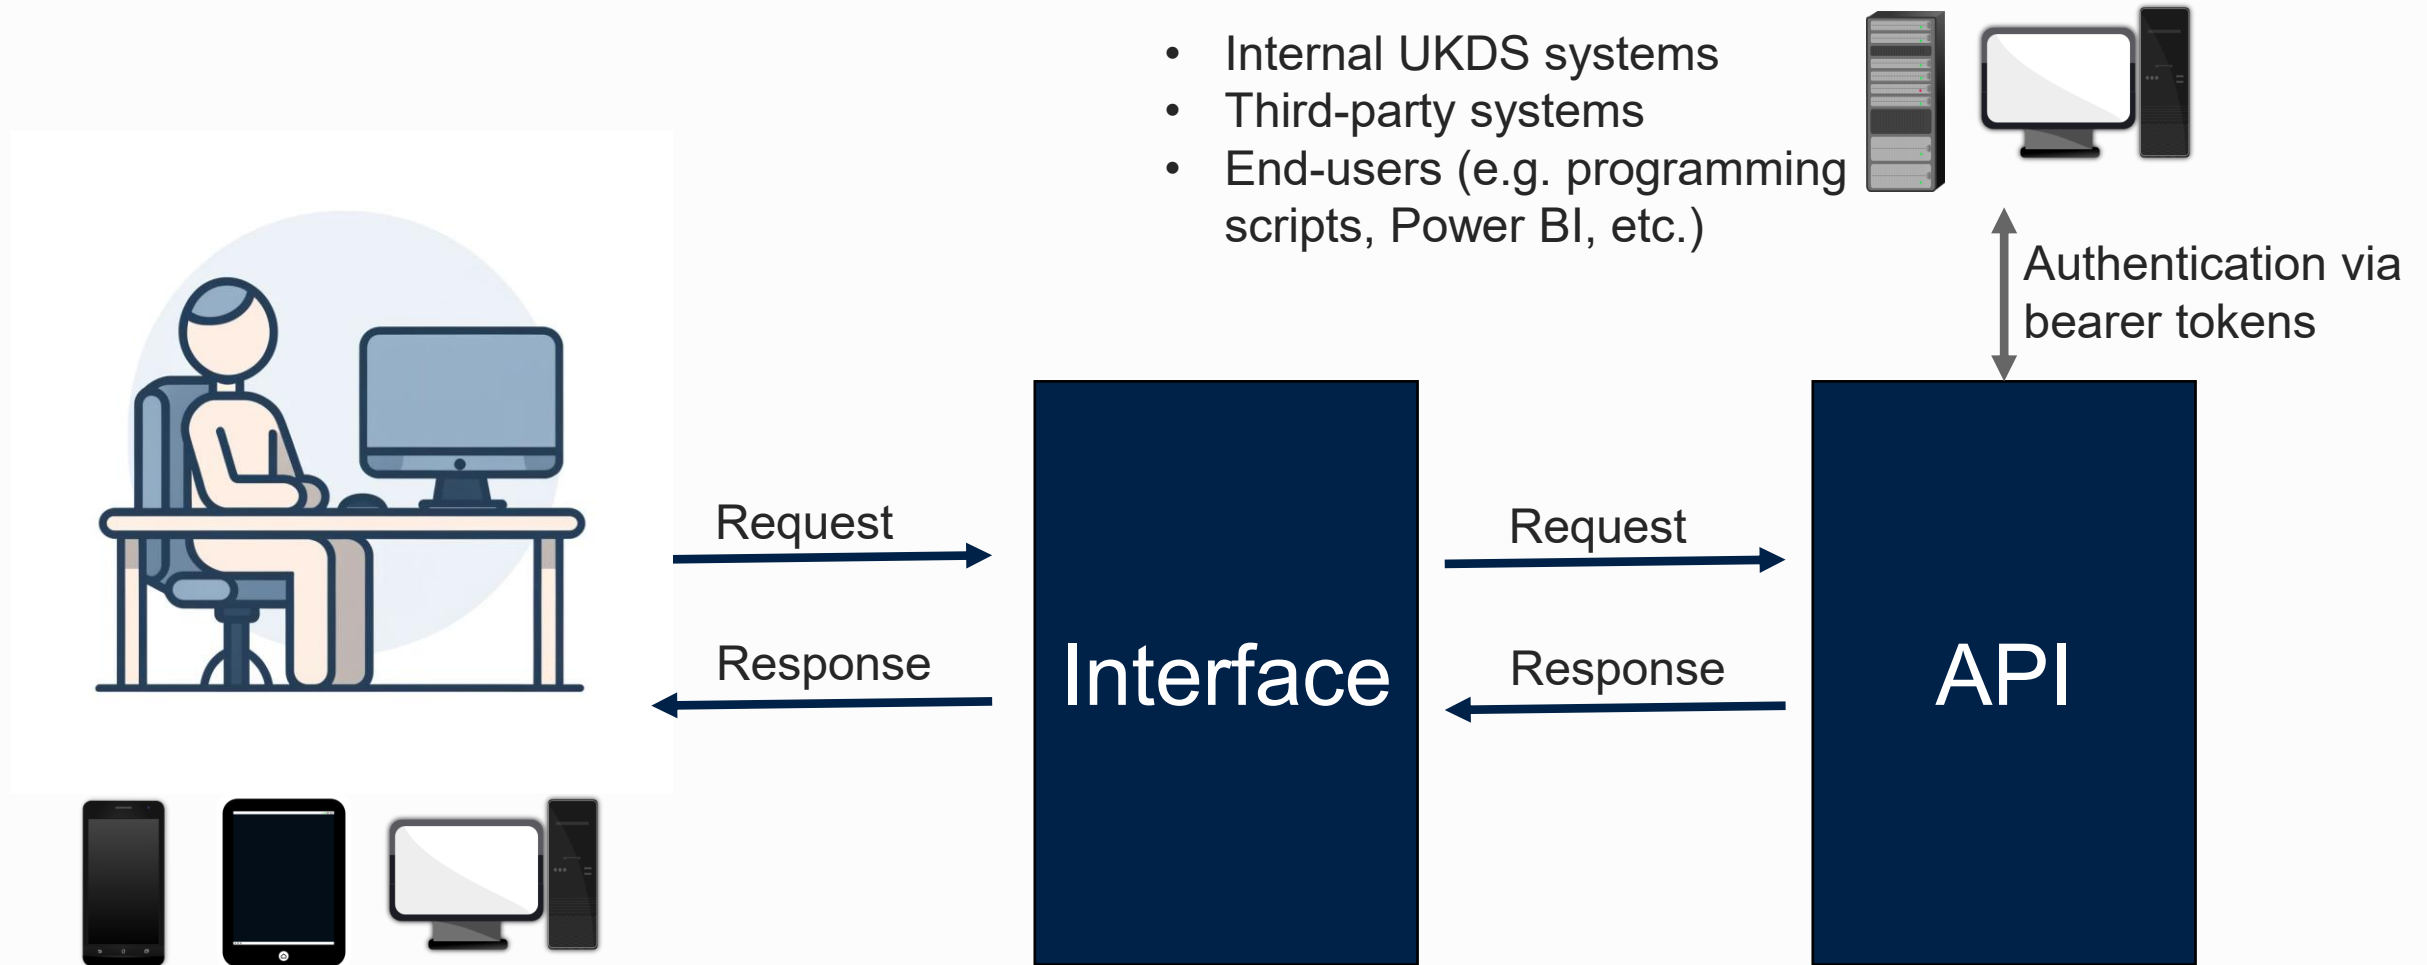 • Internal UKDS systems
• Third-party systems
• End-users (e.g. programming
scripts, Power BI, etc.)
Authentication via
bearer tokens
Request
Response
Interface
Request
Response
API